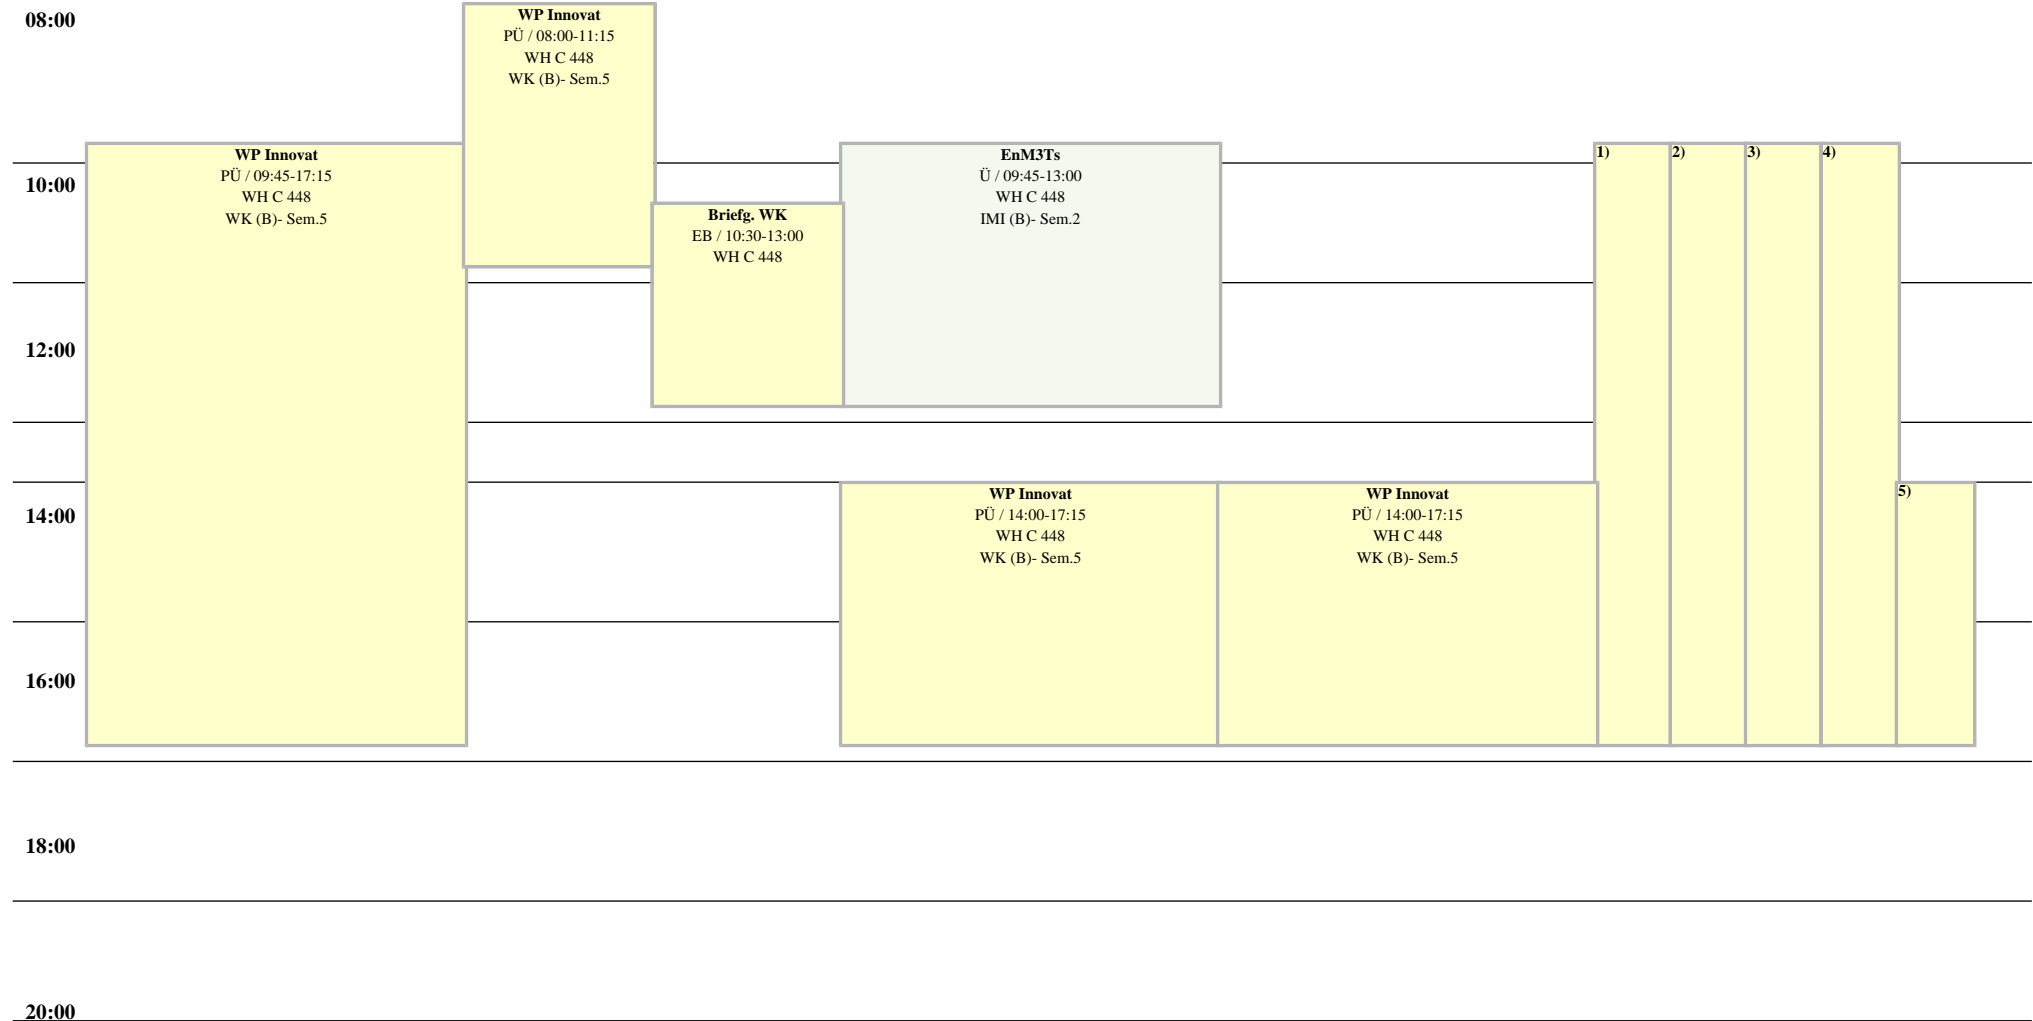 08:00
WP Innovat
PÜ / 08:00-11:15
WH C 448
WK (B)- Sem.5
WP Innovat
PÜ / 09:45-17:15
WH C 448
WK (B)- Sem.5
EnM3Ts
Ü / 09:45-13:00
WH C 448
IMI (B)- Sem.2
1)
2)
3)
4)
10:00
Briefg. WK
EB / 10:30-13:00
WH C 448
12:00
WP Innovat
PÜ / 14:00-17:15
WH C 448
WK (B)- Sem.5
WP Innovat
PÜ / 14:00-17:15
WH C 448
WK (B)- Sem.5
5)
14:00
16:00
18:00
20:00